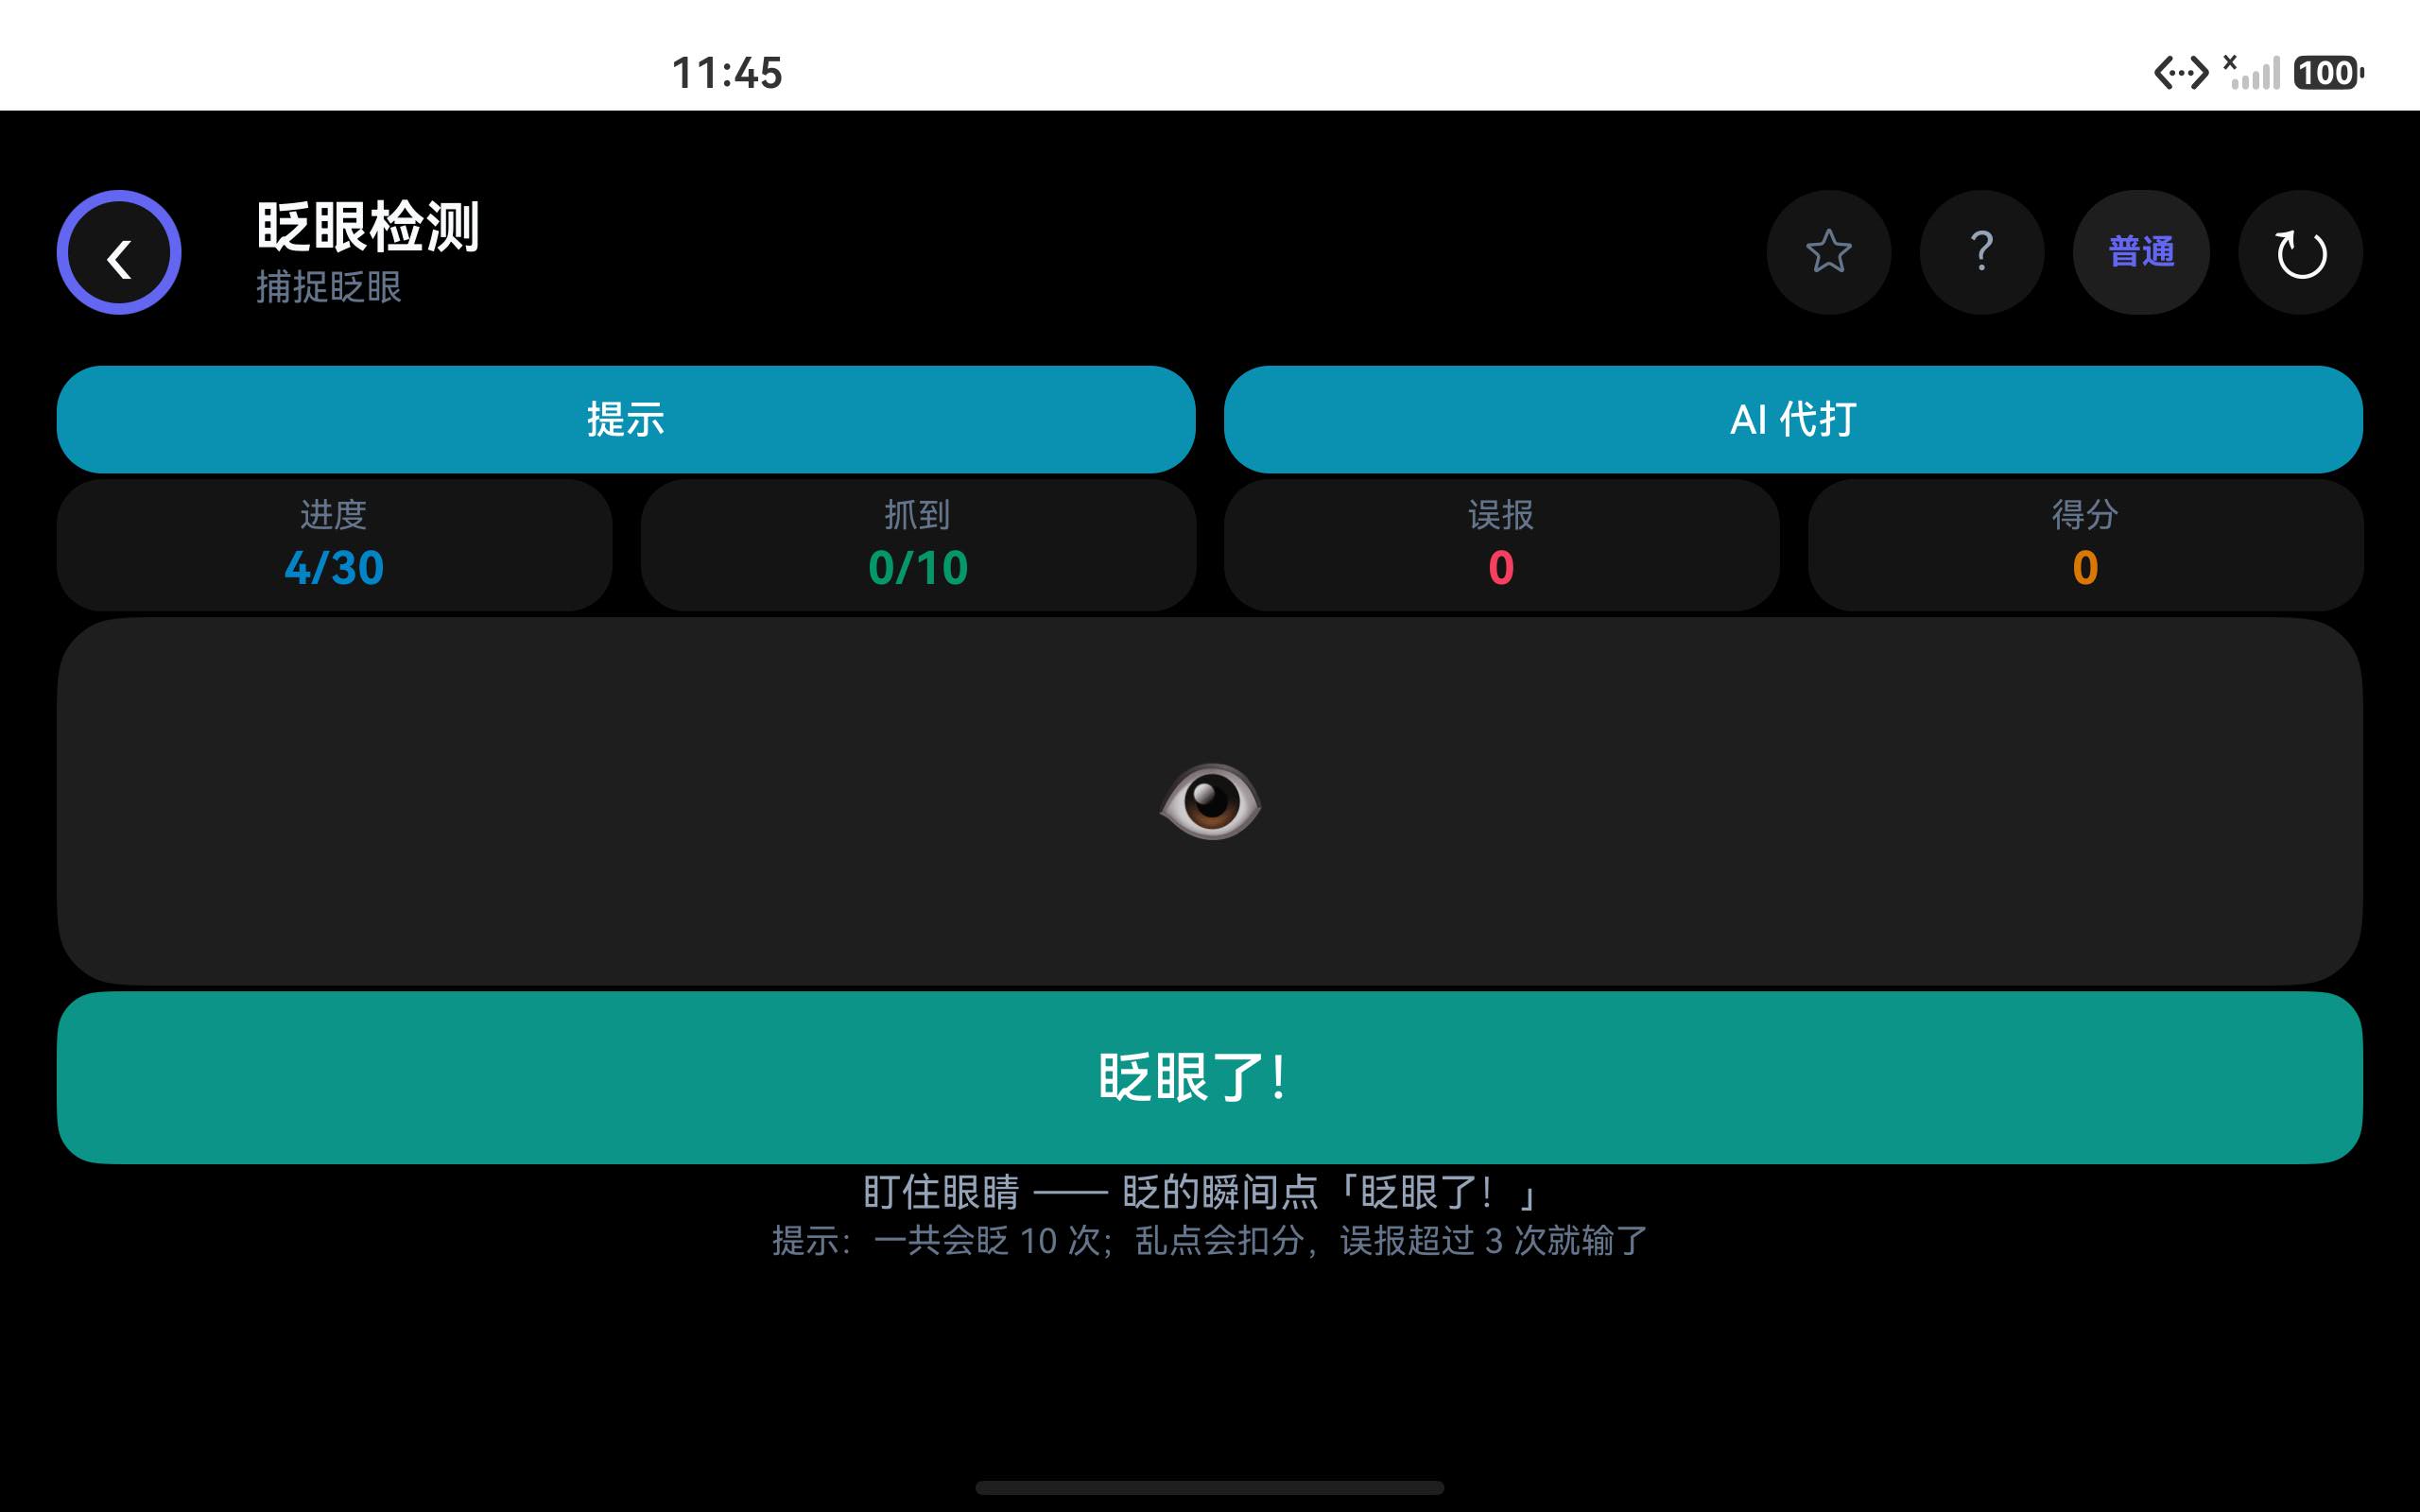 11:45
100
眨眼检测
捕捉眨眼
?
普通
提示
AI 代打
进度
4/30
抓到
0/10
误报
0
得分
0
眨眼了!
盯住眼睛 —— 眨的瞬间点「眨眼了！」
提示：一共会眨 10 次；乱点会扣分，误报超过 3 次就输了